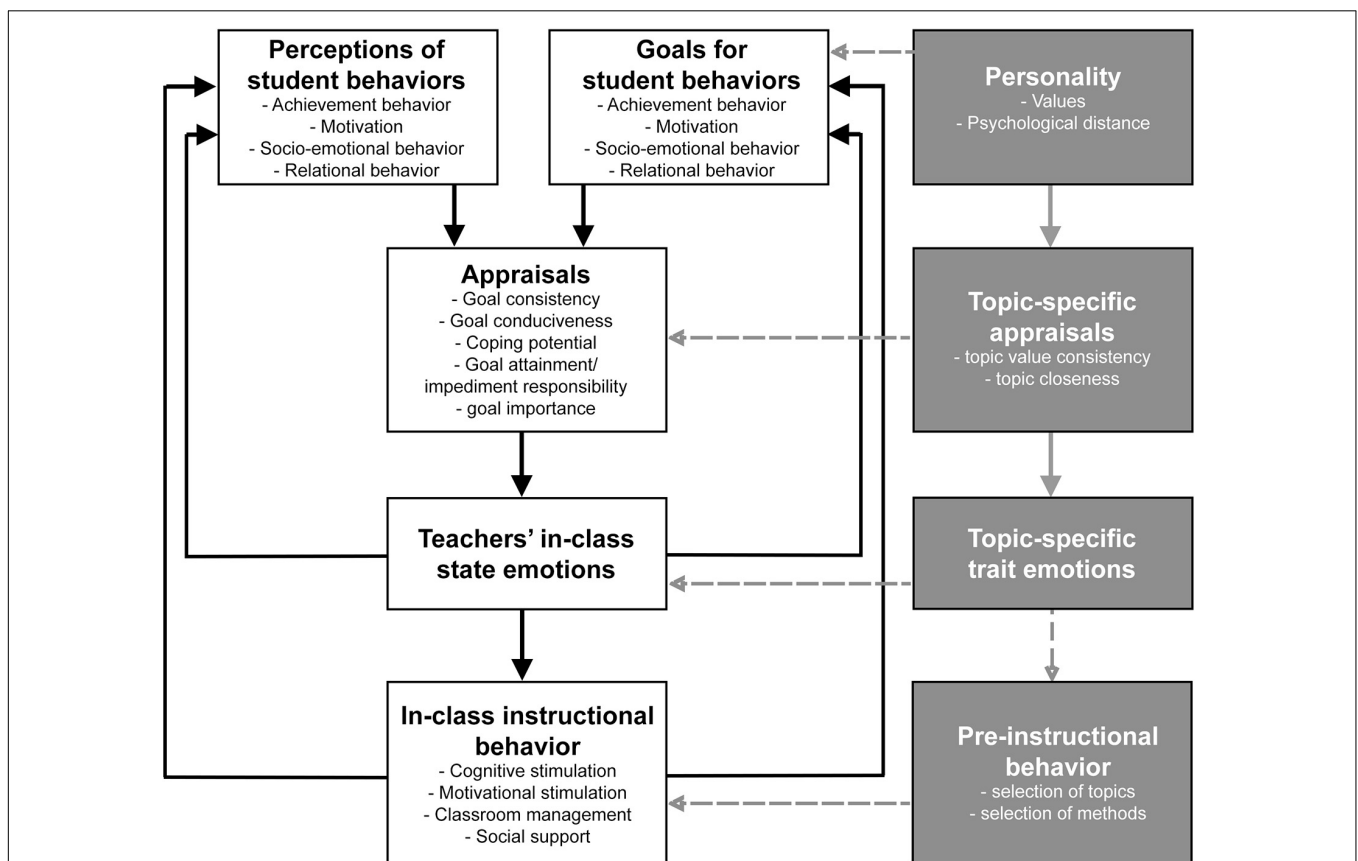 Perceptions of
student behaviors
- Achievement behavior
- Motivation
- Socio-emotional behavior
- Relational behavior
Goals for
student behaviors
- Achievement behavior
- Motivation
- Socio-emotional behavior
- Relational behavior
Personality
- Values
- Psychological distance
Appraisals
- Goal consistency
- Goal conduciveness
- Coping potential
- Goal attainment/
impediment responsibility
- goal importance
Topic-specific
appraisals
- topic value consistency
- topic closeness
Teachers’ in-class
state emotions
Topic-specific
trait emotions
In-class instructional
behavior
- Cognitive stimulation
- Motivational stimulation
- Classroom management
- Social support
Pre-instructional
behavior
- selection of topics
- selection of methods